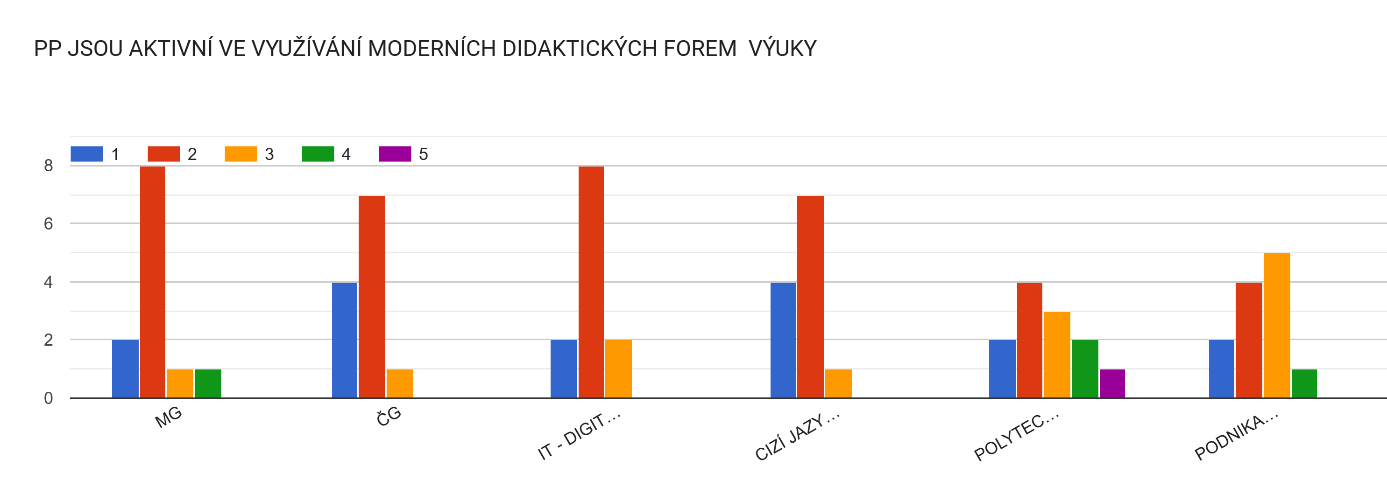 PP JSOU AKTIVNÍ VE VYUŽÍVÁNÍ MODERNÍCH DIDAKTICKÝCH FOREM  VÝUKY
1 2 3 4 5
8
6
4
2
0
MG
ČG
IT - DIGIT…
CIZÍ JAZY…
POLYTEC…
PODNIKA…